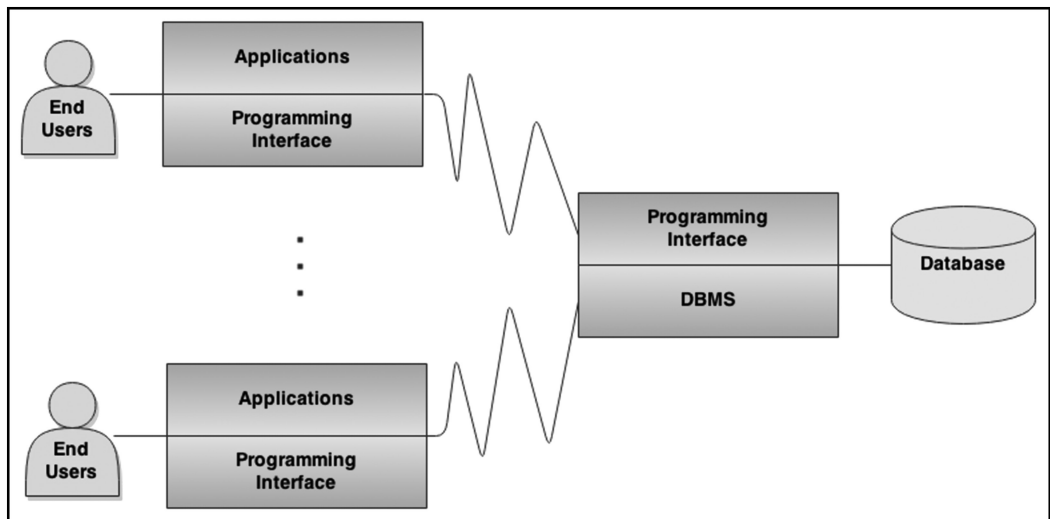 End
Users
Applications
Programming
Interface
Programming
Interface
DBMS
Database
End
Users
Applications
Programming
Interface